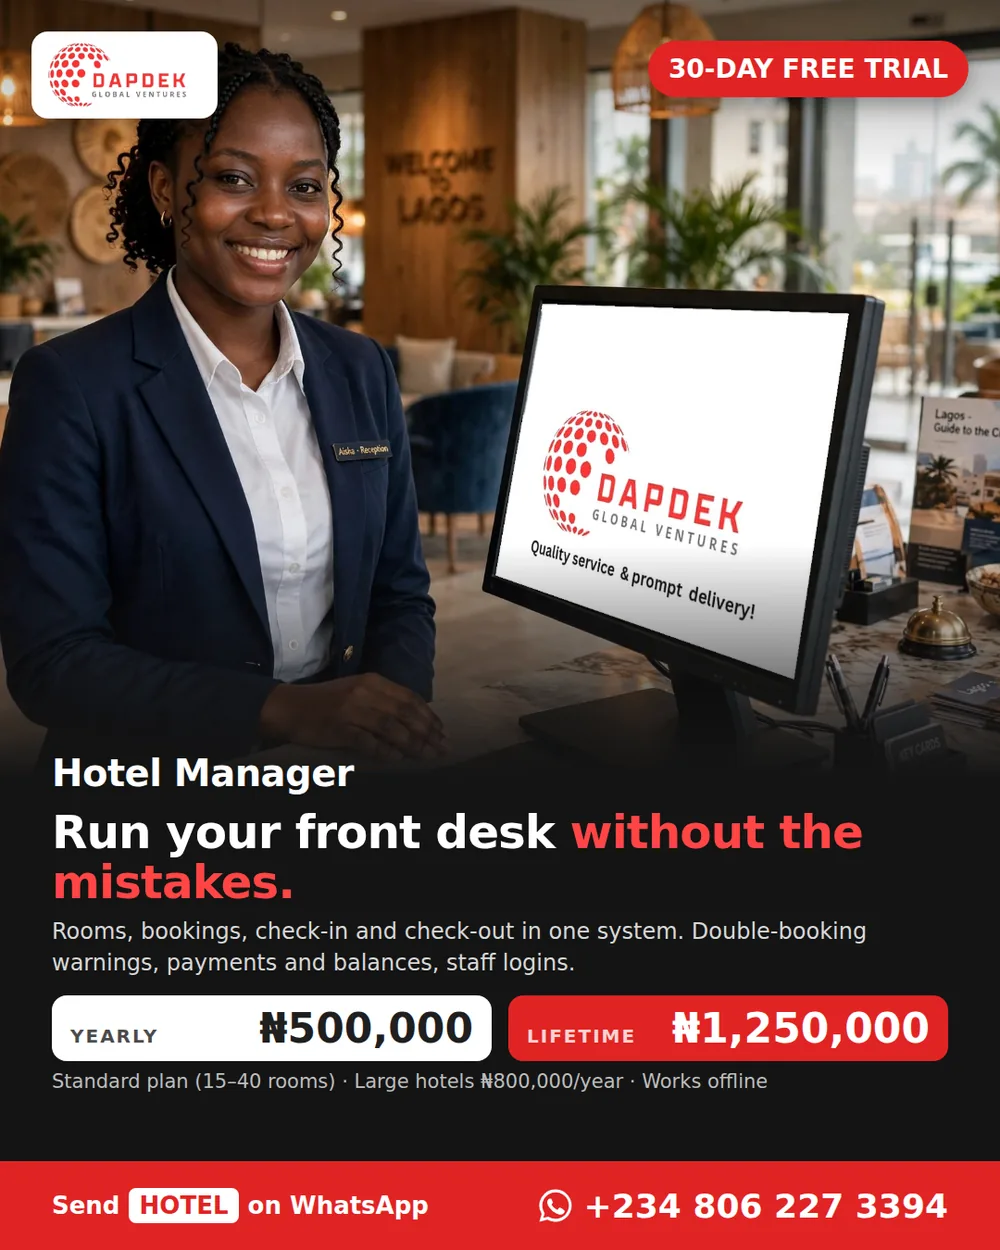 DAPDEK
GLOBAL VENTURES
30-DAY FREE TRIAL
WELCOME
TO
LAGOS
Aisha - Reception
Lagos -
Guide to the
DAPDEK
GLOBAL VENTURES
Quality service & prompt delivery!
KEY CARDS
Hotel Manager
Run your front desk without the
mistakes.
Rooms, bookings, check-in and check-out in one system. Double-booking
warnings, payments and balances, staff logins.
YEARLY ₦500,000
LIFETIME ₦1,250,000
Standard plan (15–40 rooms) · Large hotels ₦800,000/year · Works offline
Send HOTEL on WhatsApp
+234 806 227 3394